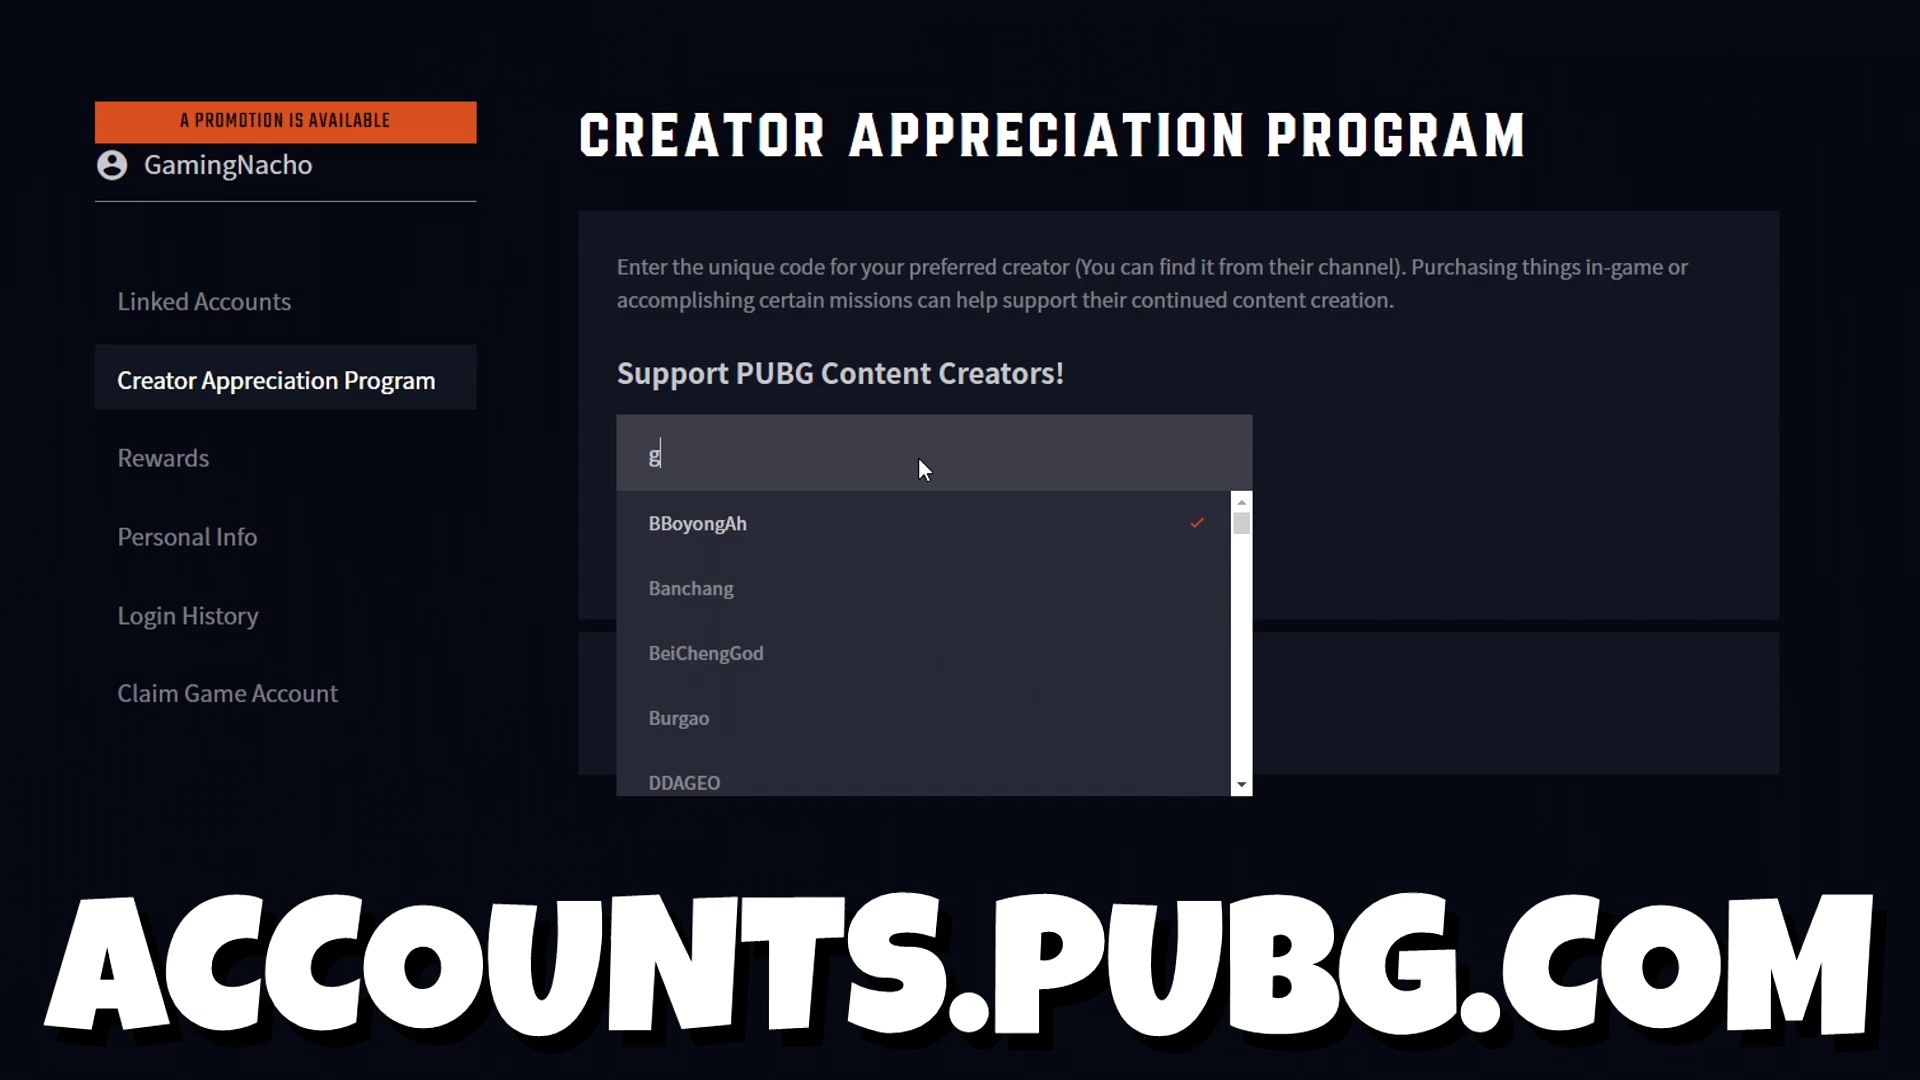 A PROMOTION IS AVAILABLE
GamingNacho
Linked Accounts
Creator Appreciation Program
Rewards
Personal Info
Login History
Claim Game Account
CREATOR APPRECIATION PROGRAM
Enter the unique code for your preferred creator (You can find it from their channel). Purchasing things in-game or
accomplishing certain missions can help support their continued content creation.
Support PUBG Content Creators!
g
BBoyongAh
Banchang
BeiChengGod
Burgao
DDAGEO
ACCOUNTS.PUBG.COM